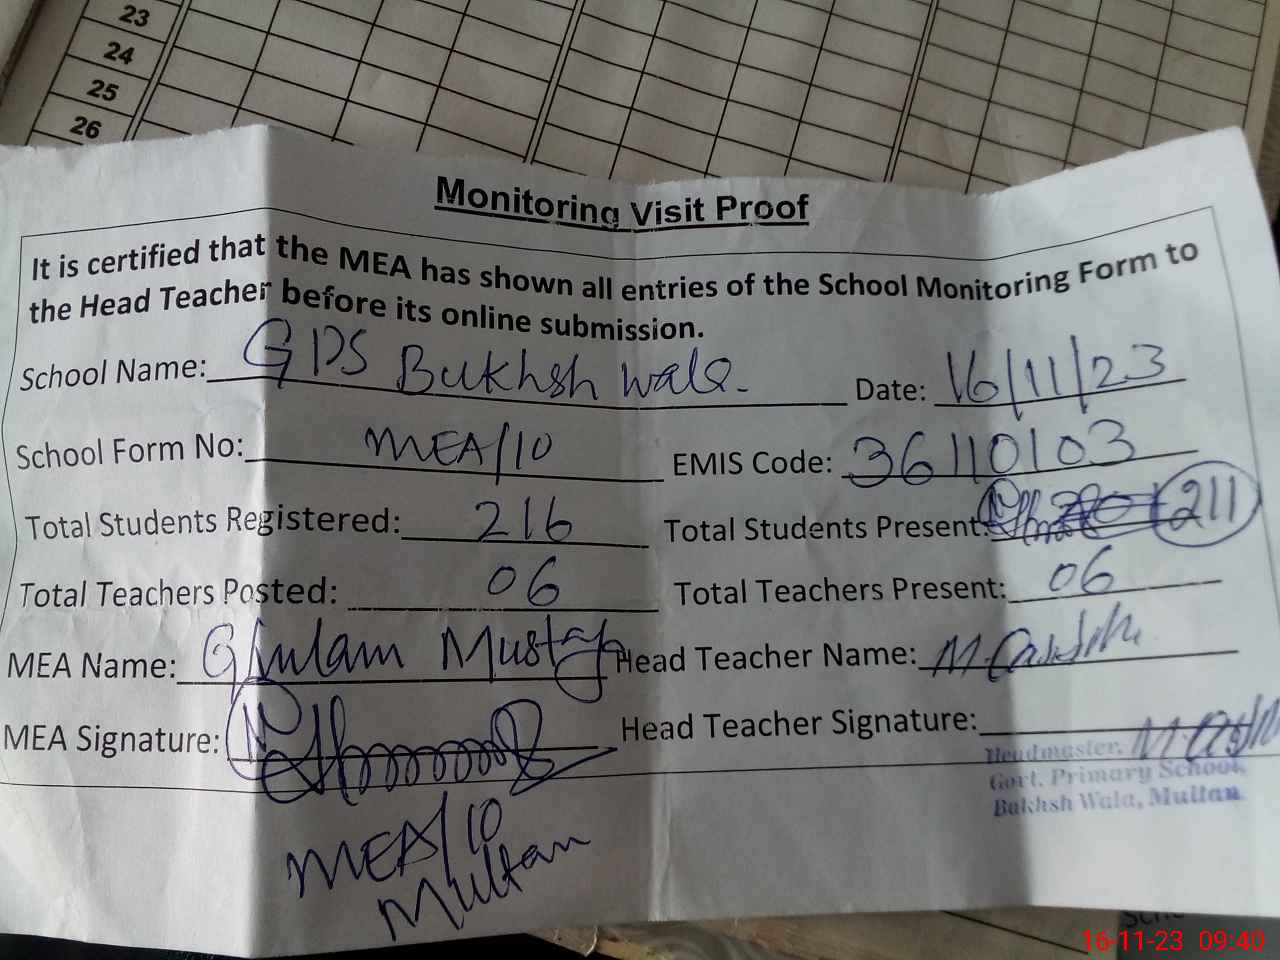 23
24
25
26
Monitoring Visit Proof
It is certified that the MEA has shown all entries of the School Monitoring Form to
the Head Teacher before its online submission.
School Name: GPS Bukhsh Wala. Date: 16/11/23
School Form No: MEA/10 EMIS Code: 36110103
Total Students Registered: 216 Total Students Present: 211
Total Teachers Posted: 06 Total Teachers Present: 06
MEA Name: Ghulam Mustafa Head Teacher Name:
MEA Signature: Head Teacher Signature:
Headmaster,
Govt. Primary School,
Bakhsh Wala, Multan.
MEA/10
Multan
16-11-23 09:40